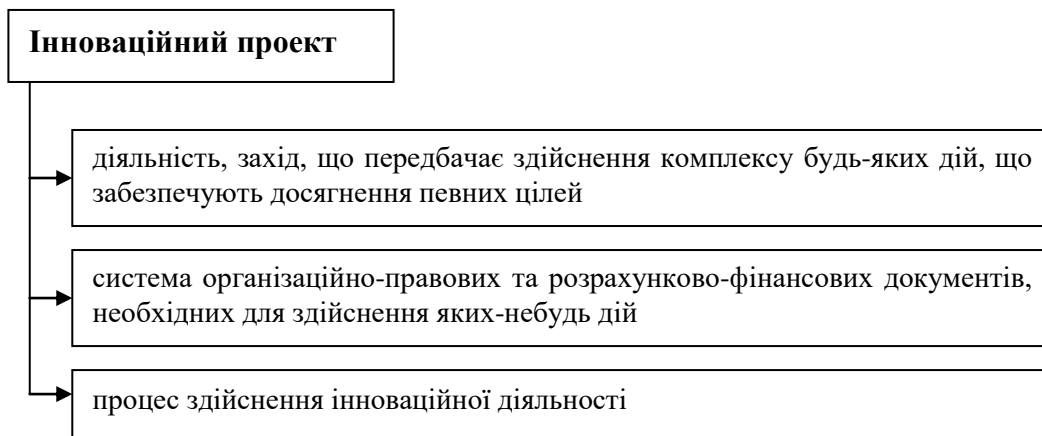 Інноваційний проект
діяльність, захід, що передбачає здійснення комплексу будь-яких дій, що
забезпечують досягнення певних цілей
система організаційно-правових та розрахунково-фінансових документів,
необхідних для здійснення яких-небудь дій
процес здійснення інноваційної діяльності